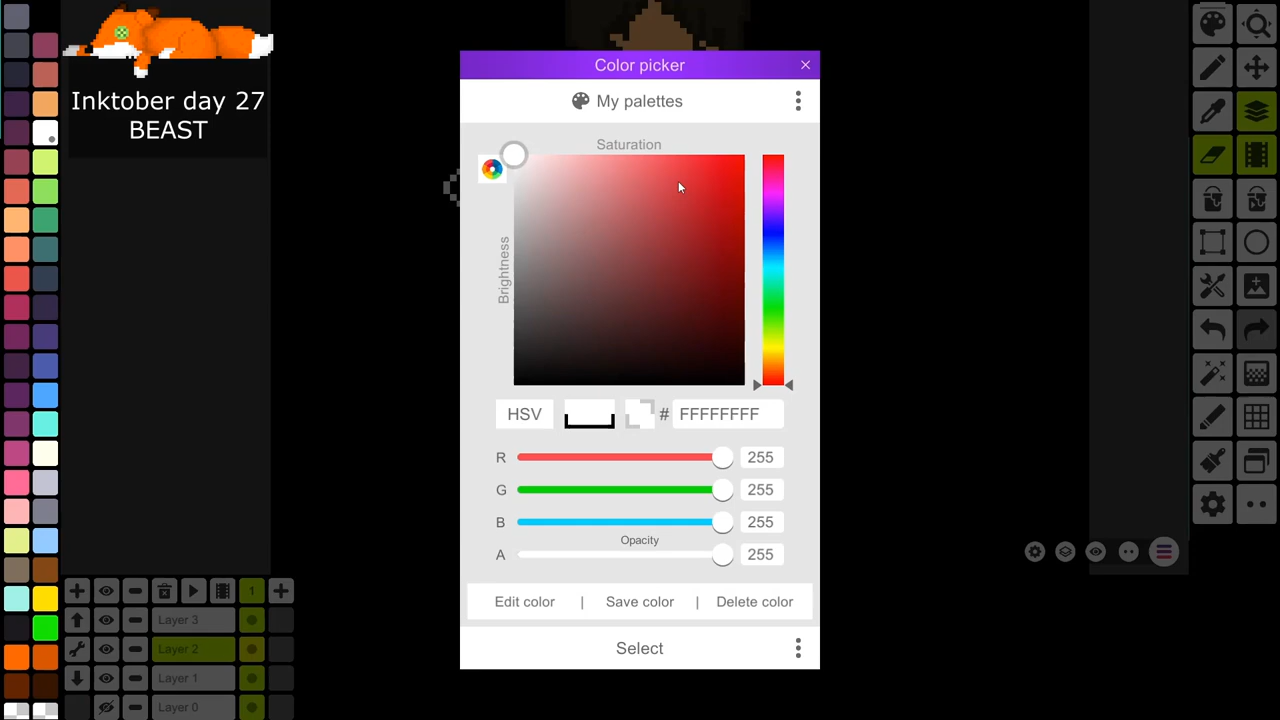 Inktober day 27
BEAST
Color picker
My palettes
Saturation
Brightness
HSV
# FFFFFFFF
R 255
G 255
B 255
Opacity
A 255
Edit color | Save color | Delete color
Select
1
Layer 3
Layer 2
Layer 1
Layer 0